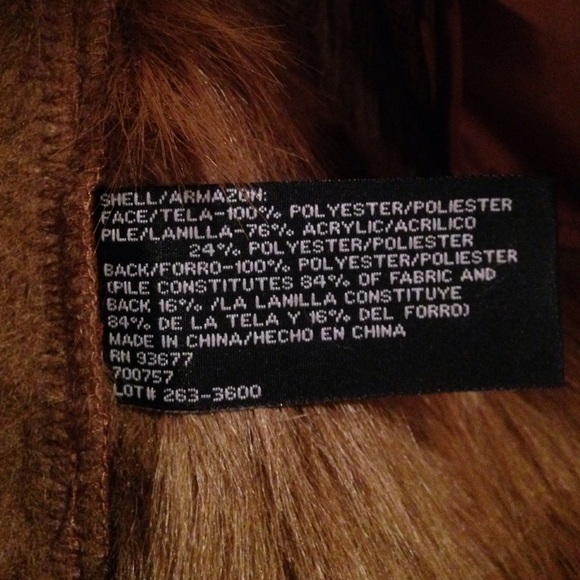 SHELL/ARMAZON:
FACE/TELA-100% POLYESTER/POLIESTER
PILE/LANILLA-76% ACRYLIC/ACRILICO
24% POLYESTER/POLIESTER
BACK/FORRO-100% POLYESTER/POLIESTER
(PILE CONSTITUTES 84% OF FABRIC AND
BACK 16% /LA LANILLA CONSTITUYE
84% DE LA TELA Y 16% DEL FORRO)
MADE IN CHINA/HECHO EN CHINA
RN 93677
700757
LOT# 263-3600